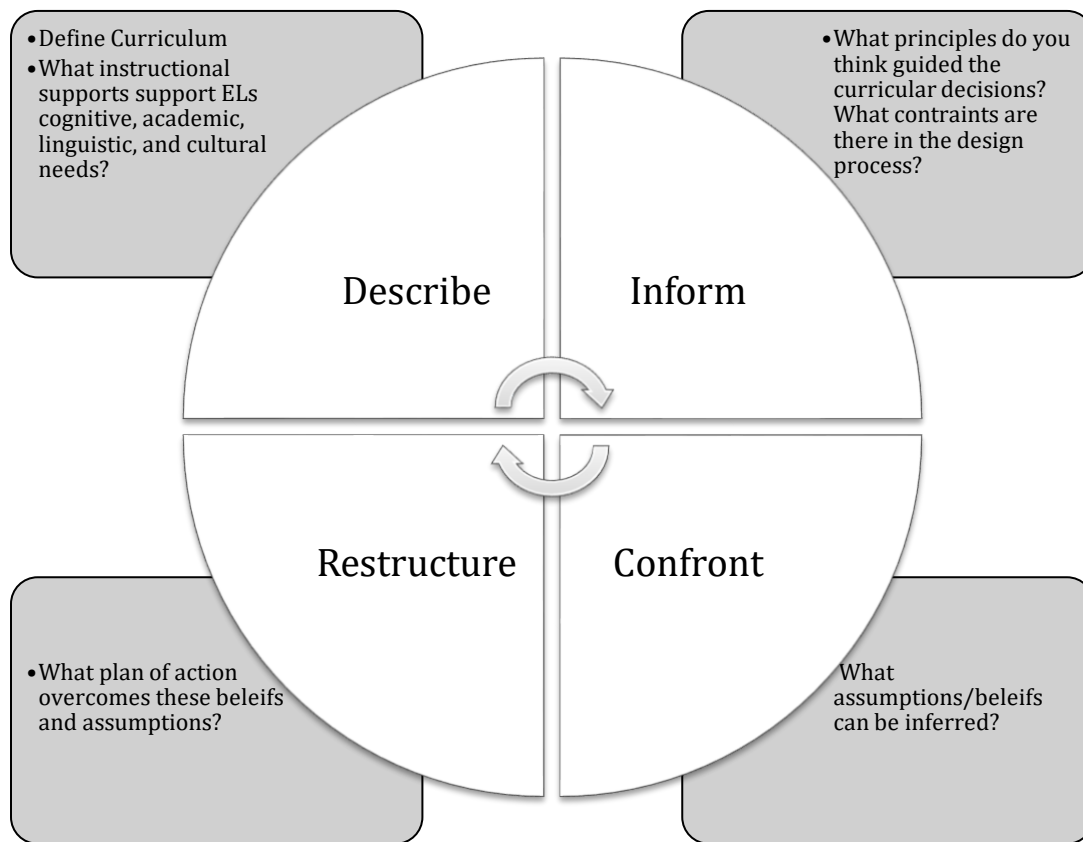 •Define Curriculum
•What instructional
supports support ELs
cognitive, academic,
linguistic, and cultural
needs?
•What principles do you
think guided the
curricular decisions?
What contraints are
there in the design
process?
Describe
Inform
Restructure
Confront
•What plan of action
overcomes these beleifs
and assumptions?
What
assumptions/beleifs
can be inferred?